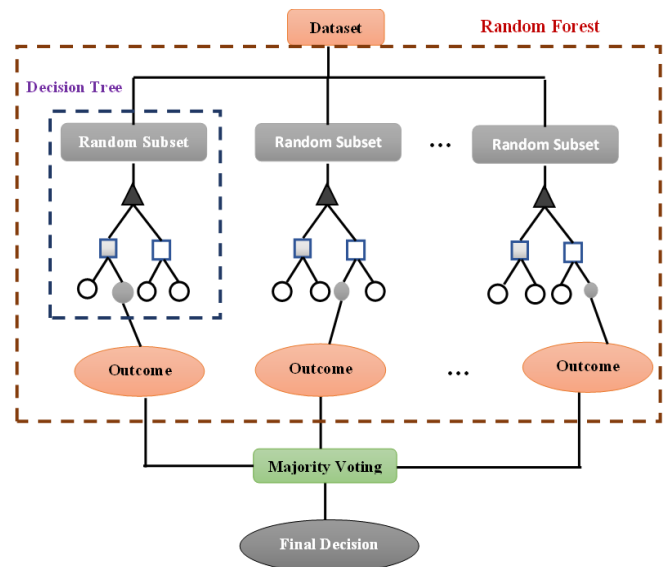 Dataset
Random Forest
Decision Tree
Random Subset
Random Subset
...
Random Subset
Outcome
Outcome
...
Outcome
Majority Voting
Final Decision